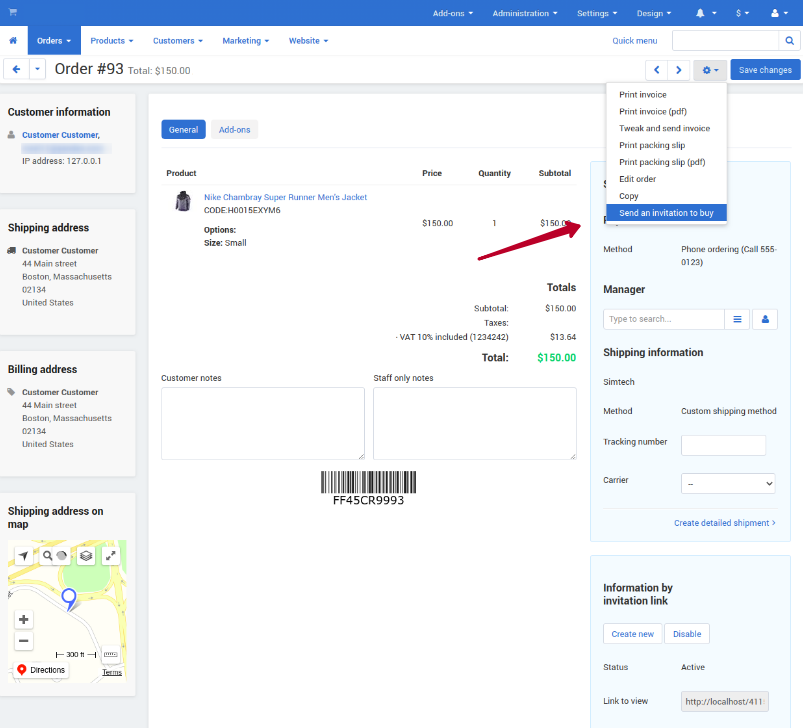 Add-ons Administration Settings Design $
Orders Products Customers Marketing Website Quick menu
Order #93 Total: $150.00 Save changes
Print invoice
Print invoice (pdf)
Tweak and send invoice
Print packing slip
Print packing slip (pdf)
Edit order
Copy
Send an invitation to buy
Customer information
Customer Customer,
IP address: 127.0.0.1
Shipping address
Customer Customer
44 Main street
Boston, Massachusetts
02134
United States
Billing address
Customer Customer
44 Main street
Boston, Massachusetts
02134
United States
Shipping address on
map
300 ft
Directions
Terms
General Add-ons
Product Price Quantity Subtotal
Nike Chambray Super Runner Men's Jacket
CODE:H0015EXYM6
$150.00 1 $150.00
Options:
Size: Small
Totals
Subtotal: $150.00
Taxes:
· VAT 10% included (1234242) $13.64
Total: $150.00
Customer notes Staff only notes
FF45CR9993
Method Phone ordering (Call 555-
0123)
Manager
Type to search...
Shipping information
Simtech
Method Custom shipping method
Tracking number
Carrier --
Create detailed shipment
Information by
invitation link
Create new Disable
Status Active
Link to view http://localhost/411